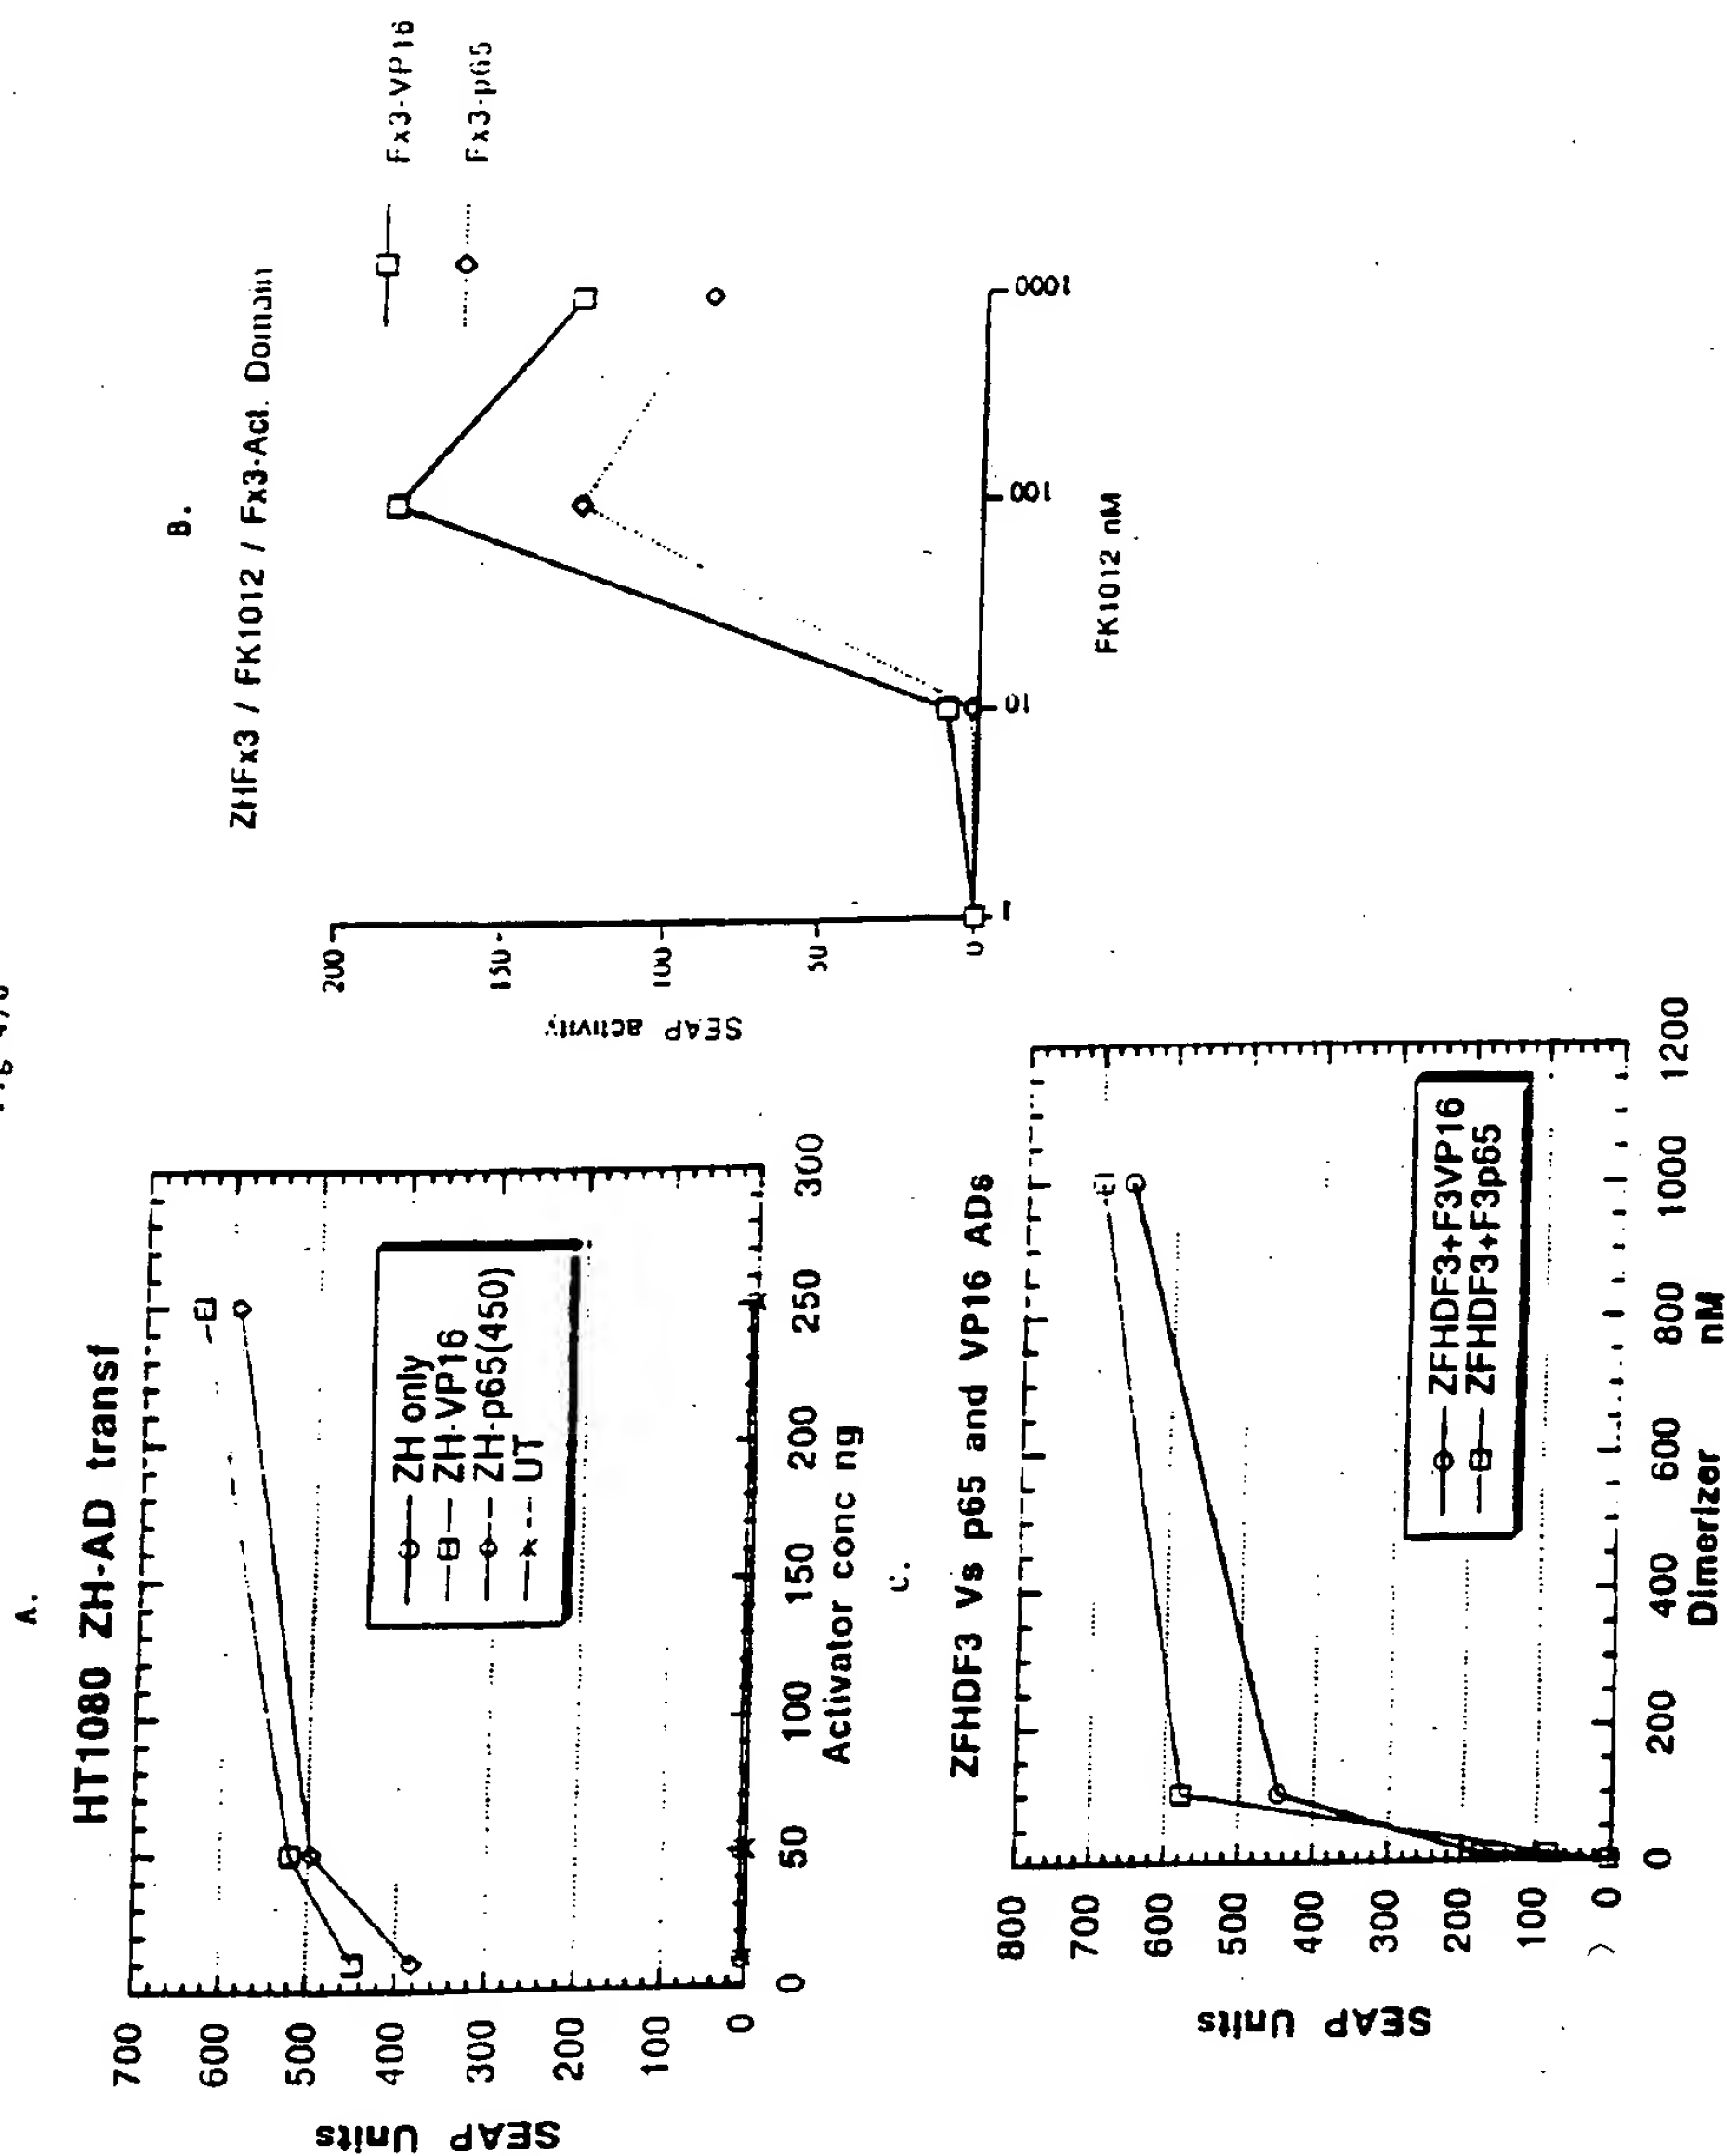 A.
HT1080 ZH-AD transf
SEAP Units
700
600
500
400
300
200
100
0
0
50
100
150
200
250
300
Activator conc ng
ZH only
ZH-VP16
ZH-p65(450)
UT
B.
ZHFx3 / FK1012 / Fx3-Act. Domain
Fx3-VP16
Fx3-p65
SEAP activity
200
150
100
50
0
1
10
100
1000
FK1012 nM
C.
ZFHDF3 Vs p65 and VP16 ADs
SEAP Units
800
700
600
500
400
300
200
100
0
0
200
400
600
800
1000
1200
Dimerizer nM
ZFHDF3+F3VP16
ZFHDF3+F3p65